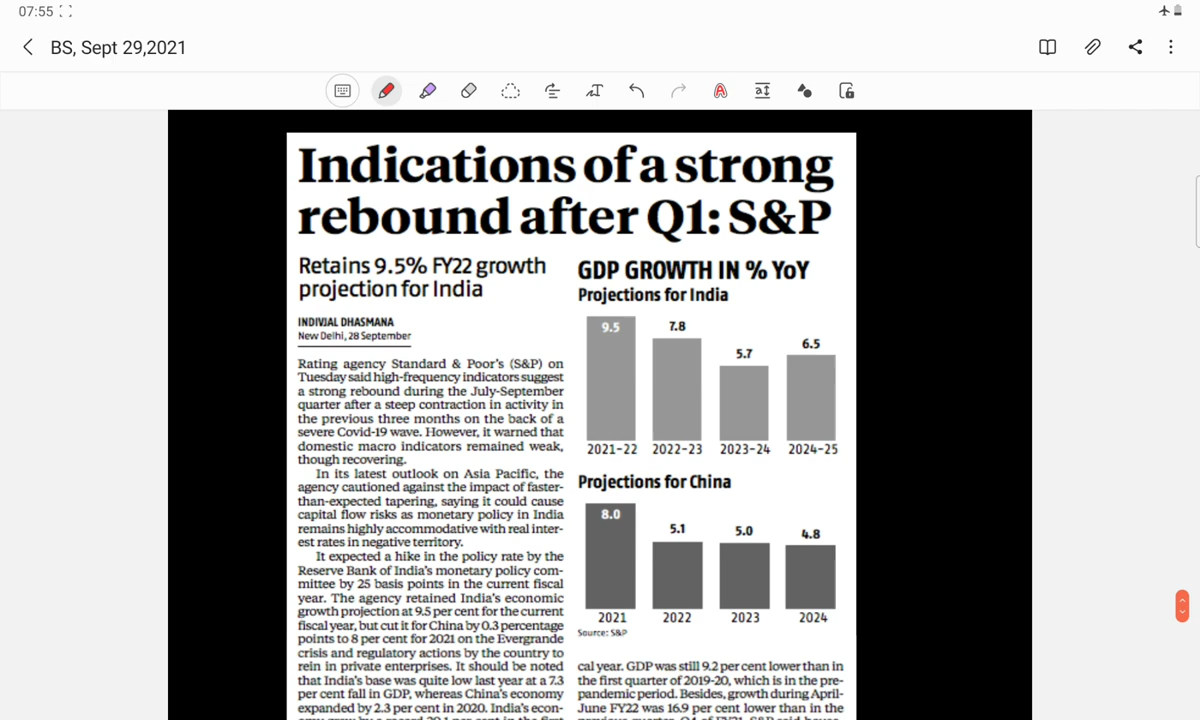 07:55
BS, Sept 29,2021
Indications of a strong
rebound after Q1: S&P
Retains 9.5% FY22 growth
projection for India
INDIVJAL DHASMANA
New Delhi, 28 September
Rating agency Standard & Poor's (S&P) on
Tuesday said high-frequency indicators suggest
a strong rebound during the July-September
quarter after a steep contraction in activity in
the previous three months on the back of a
severe Covid-19 wave. However, it warned that
domestic macro indicators remained weak,
though recovering.
In its latest outlook on Asia Pacific, the
agency cautioned against the impact of faster-
than-expected tapering, saying it could cause
capital flow risks as monetary policy in India
remains highly accommodative with real inter-
est rates in negative territory.
It expected a hike in the policy rate by the
Reserve Bank of India's monetary policy com-
mittee by 25 basis points in the current fiscal
year. The agency retained India's economic
growth projection at 9.5 per cent for the current
fiscal year, but cut it for China by 0.3 percentage
points to 8 per cent for 2021 on the Evergrande
crisis and regulatory actions by the country to
rein in private enterprises. It should be noted
that India's base was quite low last year at a 7.3
per cent fall in GDP, whereas China's economy
expanded by 2.3 per cent in 2020. India's econ-
GDP GROWTH IN % YoY
Projections for India
9.5 7.8 5.7 6.5
2021-22 2022-23 2023-24 2024-25
Projections for China
8.0 5.1 5.0 4.8
2021 2022 2023 2024
Source: S&P
cal year. GDP was still 9.2 per cent lower than in
the first quarter of 2019-20, which is in the pre-
pandemic period. Besides, growth during April-
June FY22 was 16.9 per cent lower than in the